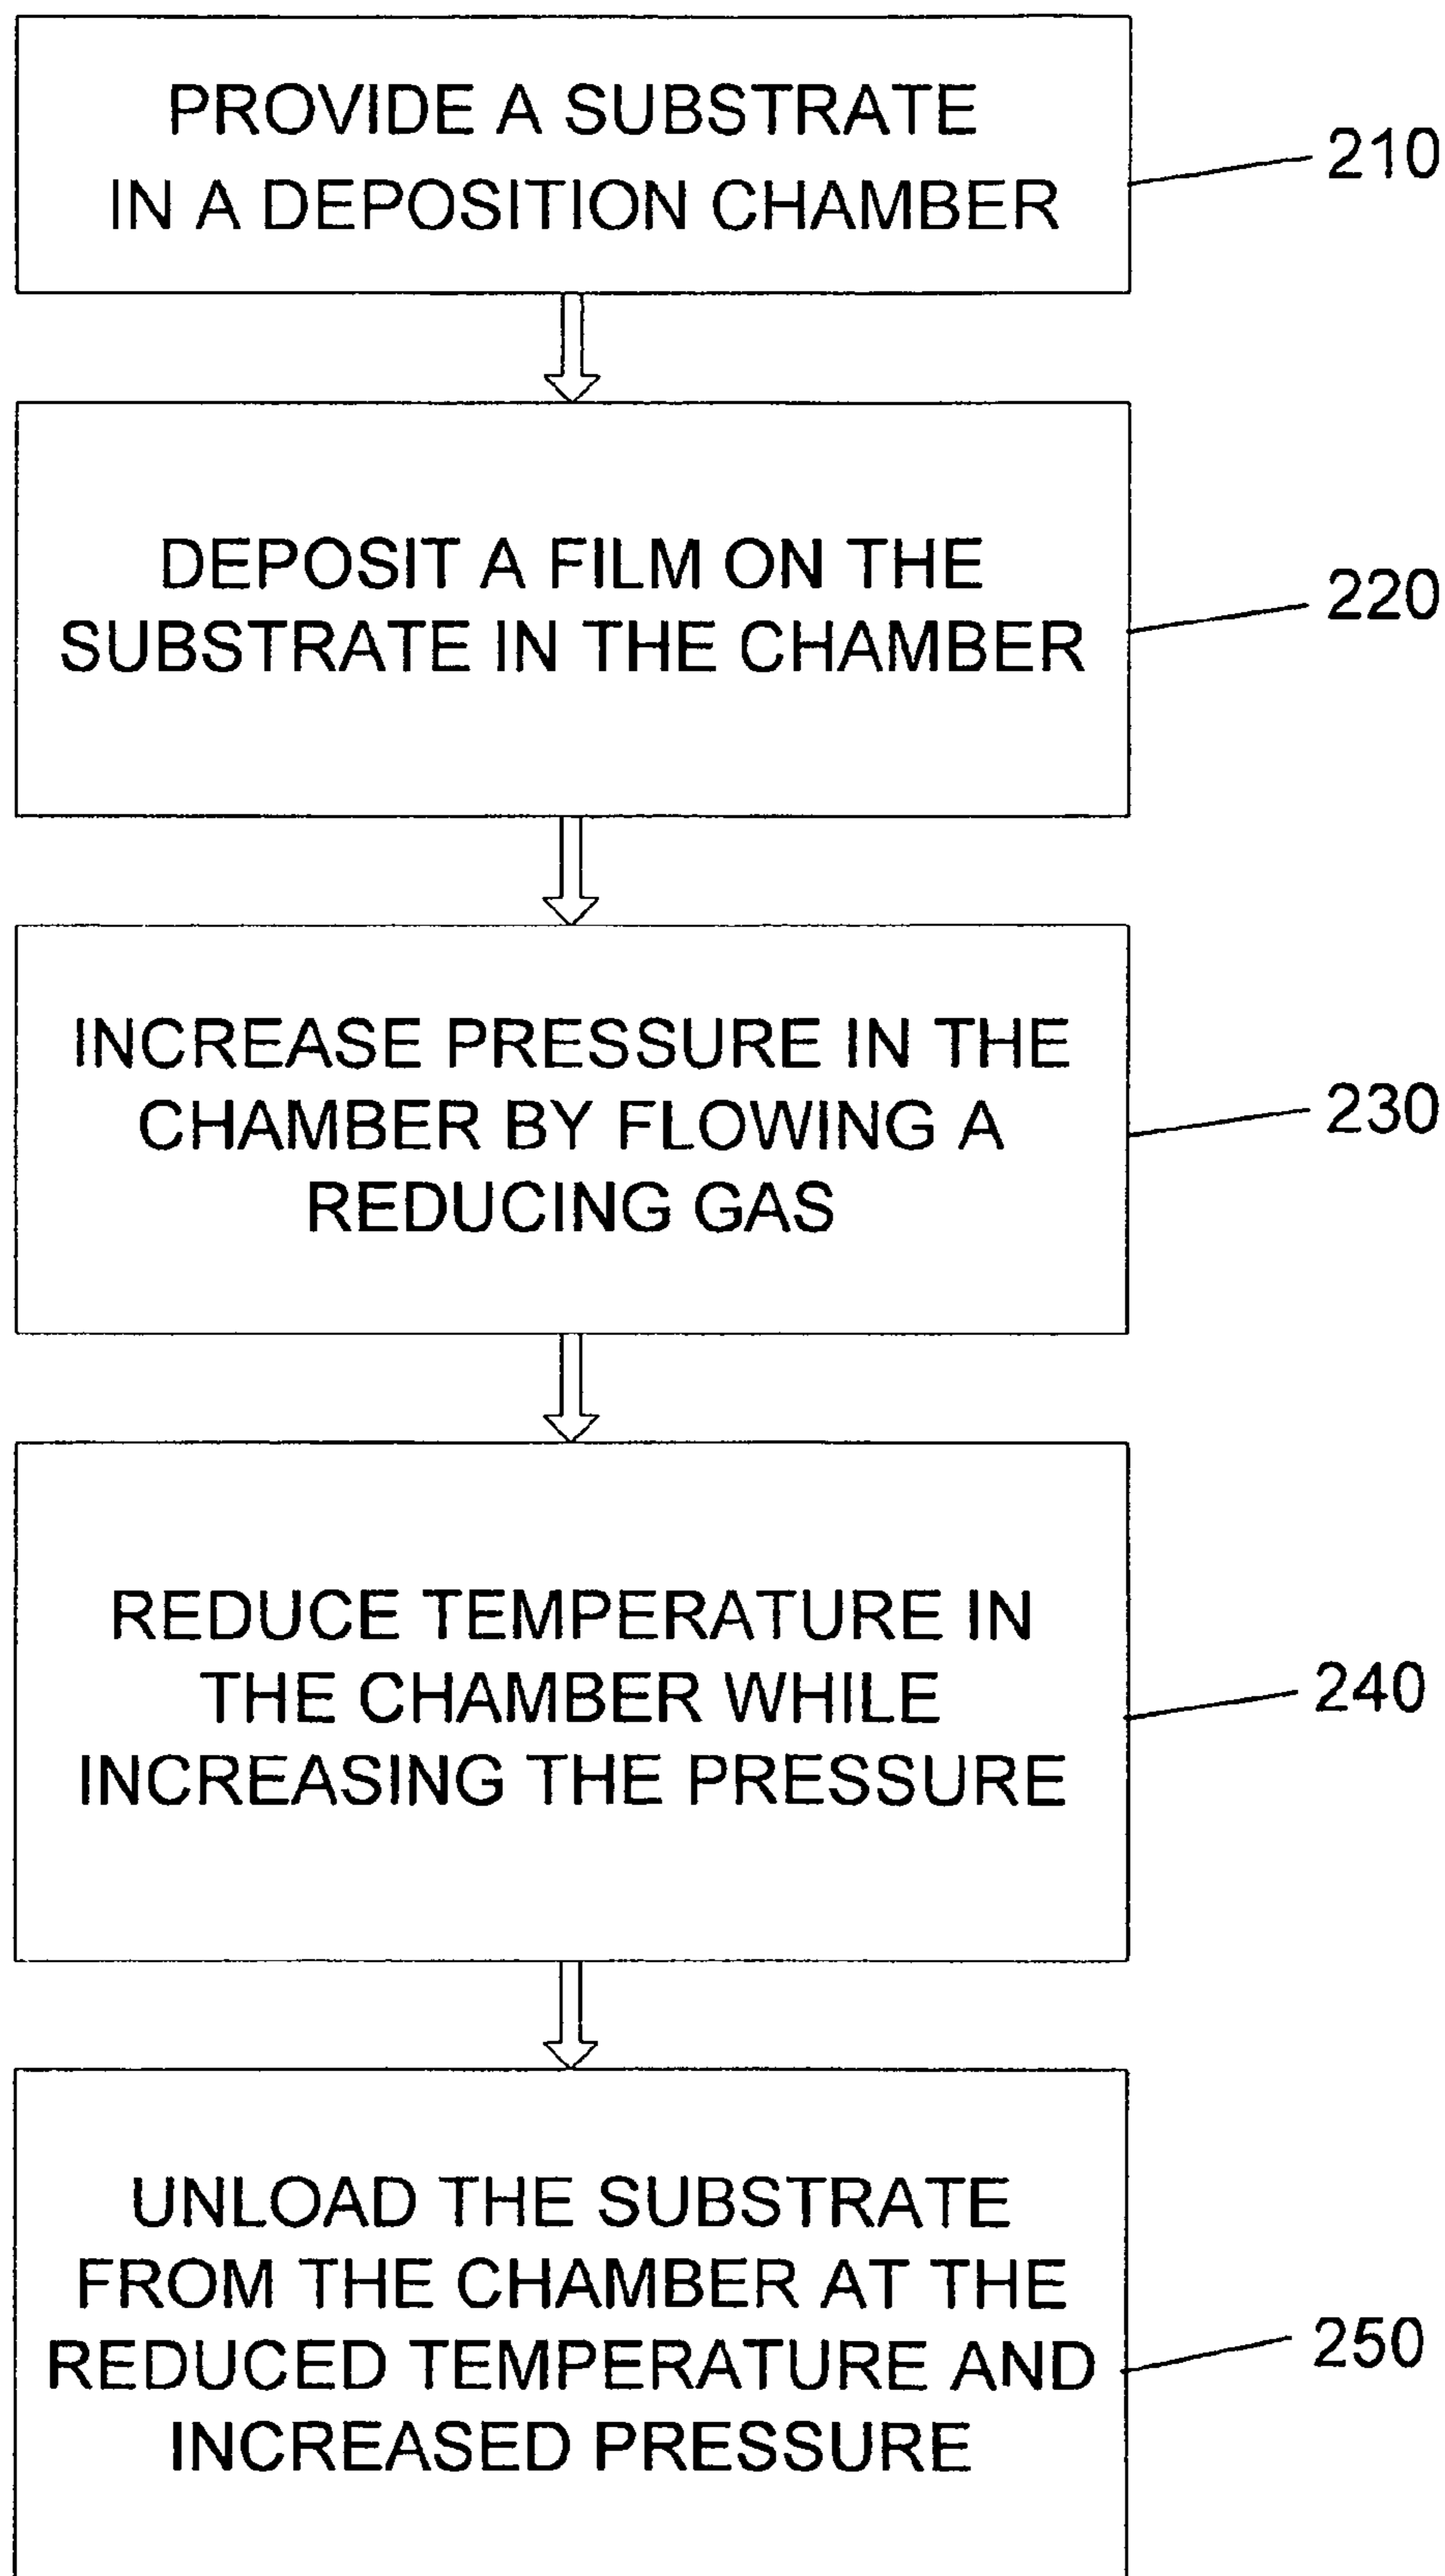 PROVIDE A SUBSTRATE
IN A DEPOSITION CHAMBER
210
DEPOSIT A FILM ON THE
SUBSTRATE IN THE CHAMBER
220
INCREASE PRESSURE IN THE
CHAMBER BY FLOWING A
REDUCING GAS
230
REDUCE TEMPERATURE IN
THE CHAMBER WHILE
INCREASING THE PRESSURE
240
UNLOAD THE SUBSTRATE
FROM THE CHAMBER AT THE
REDUCED TEMPERATURE AND
INCREASED PRESSURE
250